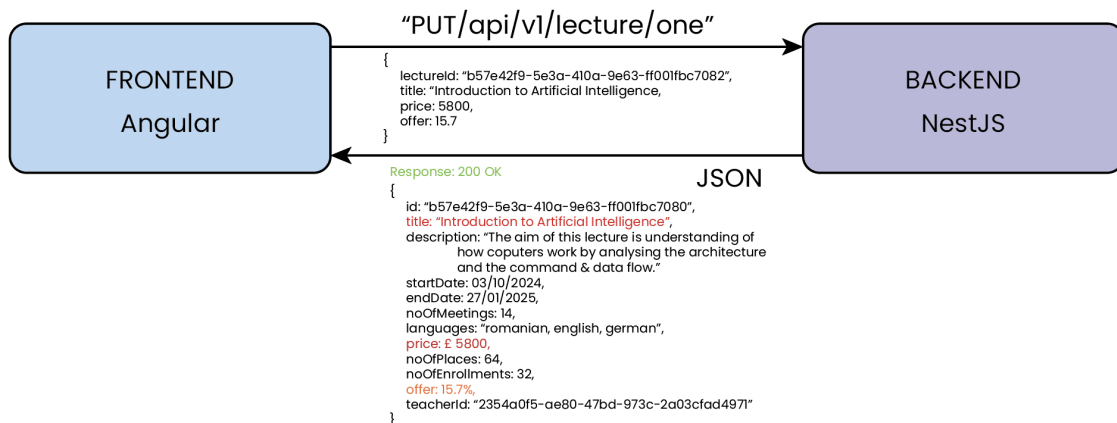 “PUT/api/v1/lecture/one”
FRONTEND
Angular
BACKEND
NestJS
{
lectureId: “b57e42f9-5e3a-410a-9e63-ff001fbc7082”,
title: “Introduction to Artificial Intelligence,
price: 5800,
offer: 15.7
}
Response: 200 OK
JSON
{
id: “b57e42f9-5e3a-410a-9e63-ff001fbc7080”,
title: “Introduction to Artificial Intelligence”,
description: “The aim of this lecture is understanding of
how coputers work by analysing the architecture
and the command & data flow.”
startDate: 03/10/2024,
endDate: 27/01/2025,
noOfMeetings: 14,
languages: “romanian, english, german”,
price: £ 5800,
noOfPlaces: 64,
noOfEnrollments: 32,
offer: 15.7%,
teacherId: “2354a0f5-ae80-47bd-973c-2a03cfad4971”
}